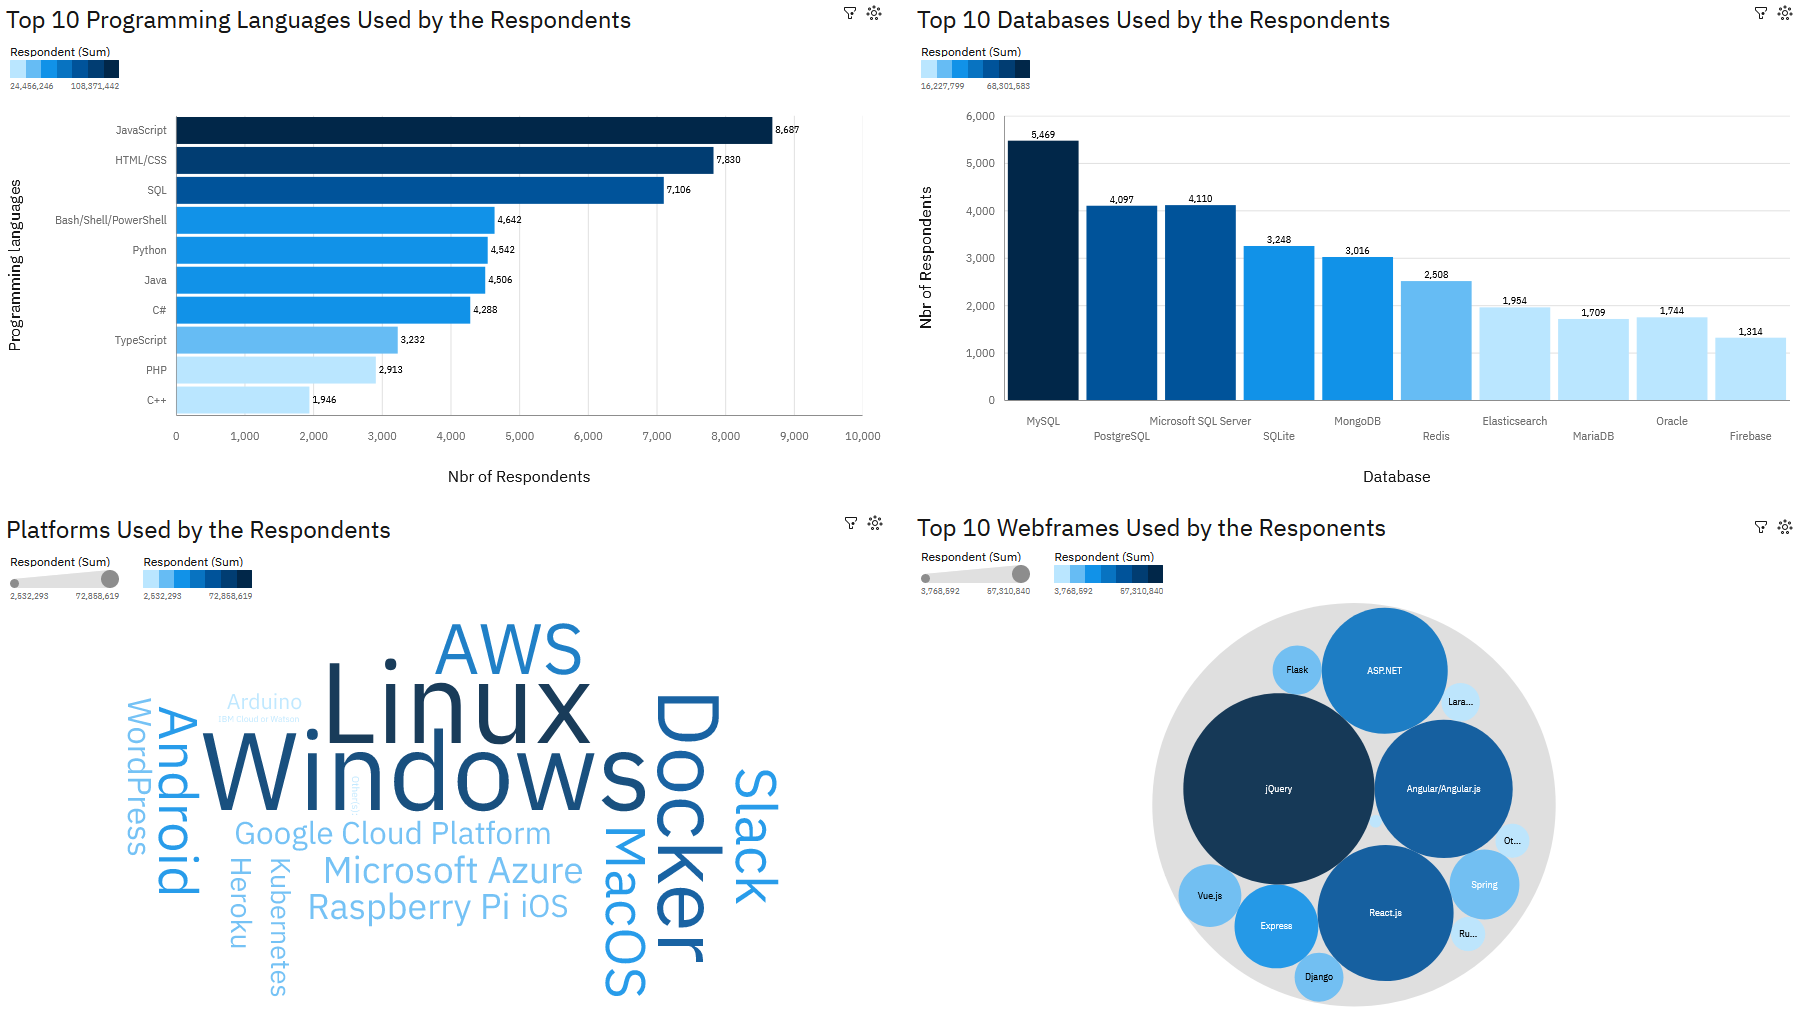 Top 10 Programming Languages Used by the Respondents
Respondent (Sum)
24,456,246 108,371,442
Programming languages
JavaScript 8,687
HTML/CSS 7,830
SQL 7,106
Bash/Shell/PowerShell 4,642
Python 4,542
Java 4,506
C# 4,288
TypeScript 3,232
PHP 2,913
C++ 1,946
0 1,000 2,000 3,000 4,000 5,000 6,000 7,000 8,000 9,000 10,000
Nbr of Respondents
Top 10 Databases Used by the Respondents
Respondent (Sum)
16,227,799 68,301,583
Nbr of Respondents
6,000
5,000
4,000
3,000
2,000
1,000
0
5,469
4,097
4,110
3,248
3,016
2,508
1,954
1,709
1,744
1,314
MySQL
PostgreSQL
Microsoft SQL Server
SQLite
MongoDB
Redis
Elasticsearch
MariaDB
Oracle
Firebase
Database
Platforms Used by the Respondents
Respondent (Sum) Respondent (Sum)
2,532,293 72,858,619 2,532,293 72,858,619
AWS
Linux
Arduino
IBM Cloud or Watson
WordPress
Android
Windows
Other(s):
Docker
Slack
Google Cloud Platform
MacOS
Microsoft Azure
Heroku
Kubernetes
Raspberry Pi
iOS
Top 10 Webframes Used by the Responents
Respondent (Sum) Respondent (Sum)
3,768,592 57,310,840 3,768,592 57,310,840
Flask
ASP.NET
Lara...
jQuery
Angular/Angular.js
Ot...
Spring
Vue.js
React.js
Express
Ru...
Django